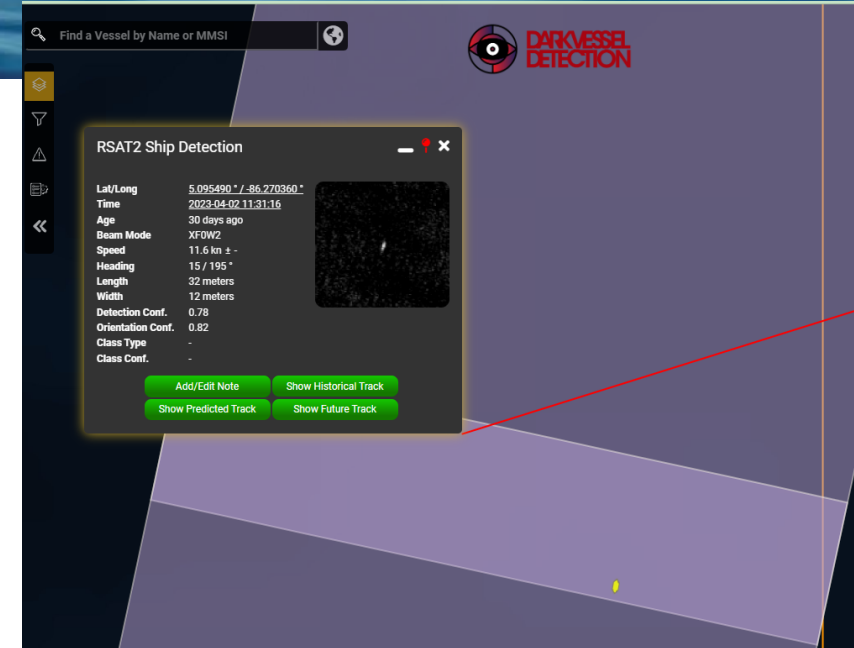 Find a Vessel by Name or MMSI
DARK VESSEL
DETECTION
RSAT2 Ship Detection
Lat/Long 5.095490 ° / -86.270360 °
Time 2023-04-02 11:31:16
Age 30 days ago
Beam Mode XF0W2
Speed 11.6 kn ± -
Heading 15 / 195 °
Length 32 meters
Width 12 meters
Detection Conf. 0.78
Orientation Conf. 0.82
Class Type -
Class Conf. -
Add/Edit Note Show Historical Track
Show Predicted Track Show Future Track